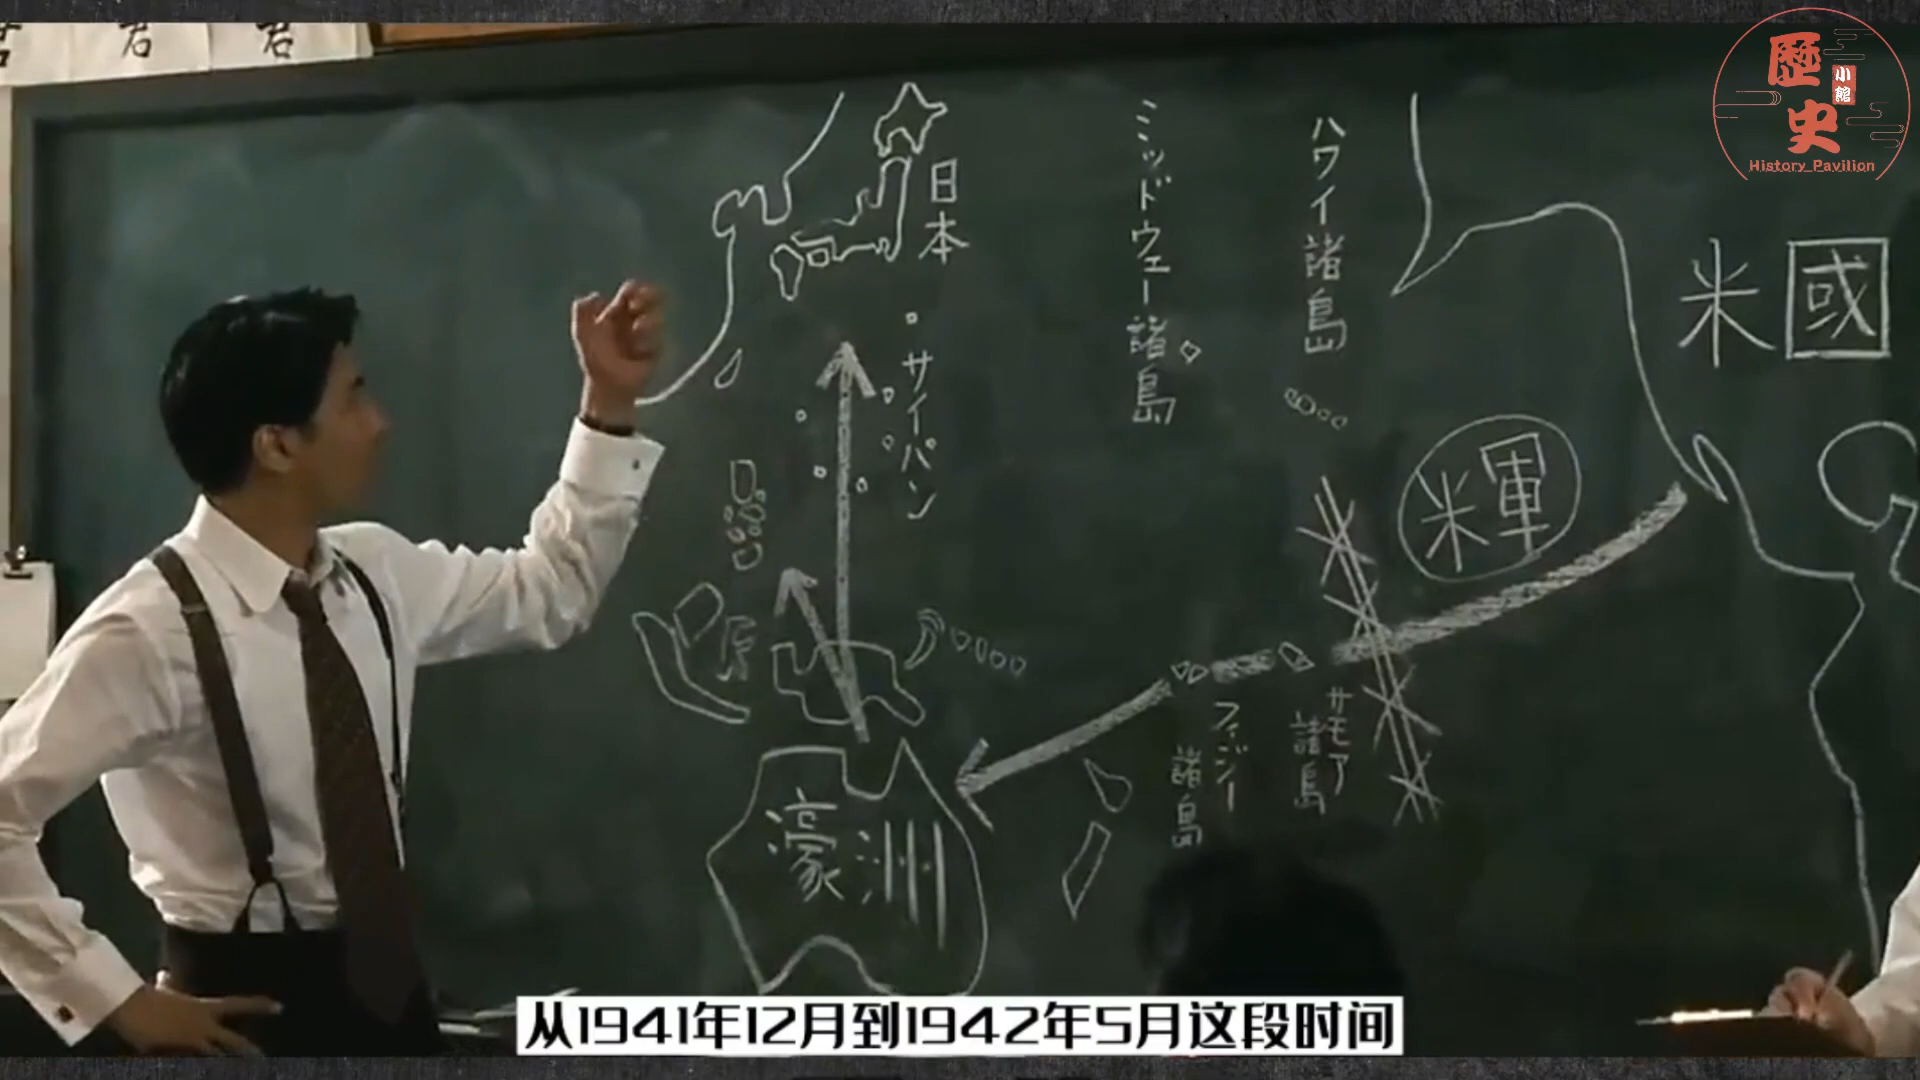 君
君
歷史
小館
History_Pavilion
日本
ミッドウェー諸島
ハワイ諸島
米國
サイパン
米軍
サモア
諸島
フィジー
諸島
濠洲
从1941年12月到1942年5月这段时间